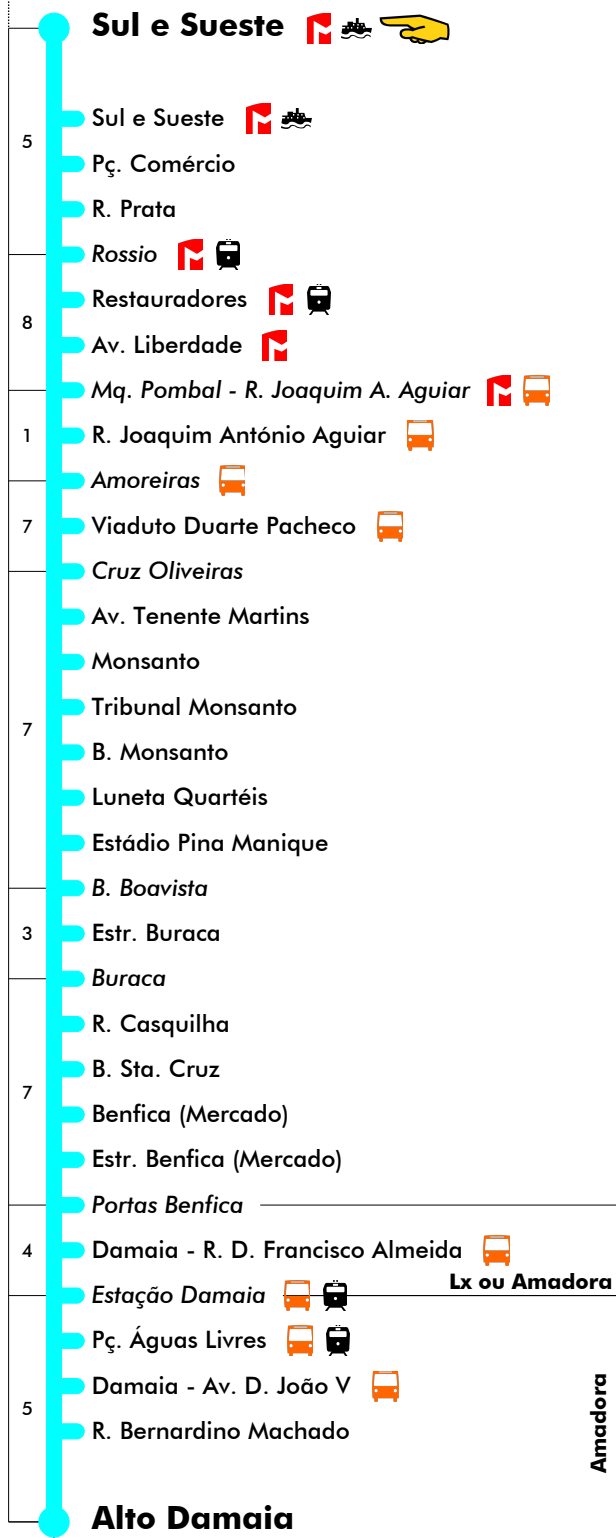 Sul e Sueste
5
Sul e Sueste
Pç. Comércio
R. Prata
Rossio
8
Restauradores
Av. Liberdade
Mq. Pombal - R. Joaquim A. Aguiar
1
R. Joaquim António Aguiar
Amoreiras
7
Viaduto Duarte Pacheco
Cruz Oliveiras
Av. Tenente Martins
Monsanto
7
Tribunal Monsanto
B. Monsanto
Luneta Quartéis
Estádio Pina Manique
B. Boavista
3
Estr. Buraca
Buraca
R. Casquilha
7
B. Sta. Cruz
Benfica (Mercado)
Estr. Benfica (Mercado)
Portas Benfica
4
Damaia - R. D. Francisco Almeida
Lx ou Amadora
Estação Damaia
Pç. Águas Livres
Damaia - Av. D. João V
5
R. Bernardino Machado
Amadora
Alto Damaia